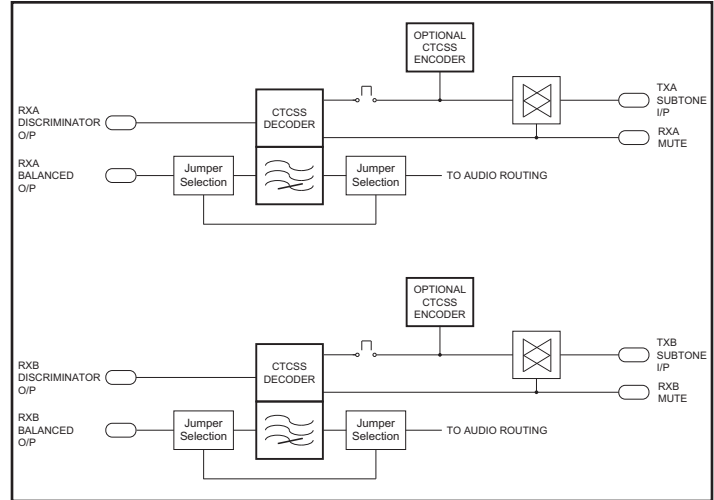 OPTIONAL
CTCSS
ENCODER
RXA
DISCRIMINATOR
O/P
CTCSS
DECODER
TXA
SUBTONE
I/P
RXA
MUTE
RXA
BALANCED
O/P
Jumper
Selection
Jumper
Selection
TO AUDIO ROUTING
OPTIONAL
CTCSS
ENCODER
RXB
DISCRIMINATOR
O/P
CTCSS
DECODER
TXB
SUBTONE
I/P
RXB
MUTE
RXB
BALANCED
O/P
Jumper
Selection
Jumper
Selection
TO AUDIO ROUTING